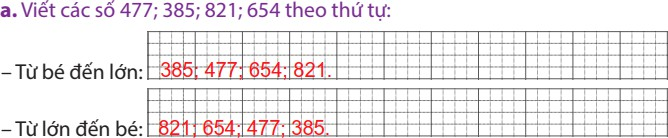 a. Viết các số 477; 385; 821; 654 theo thứ tự:
– Từ bé đến lớn: 385; 477; 654; 821.
– Từ lớn đến bé: 821; 654; 477; 385.